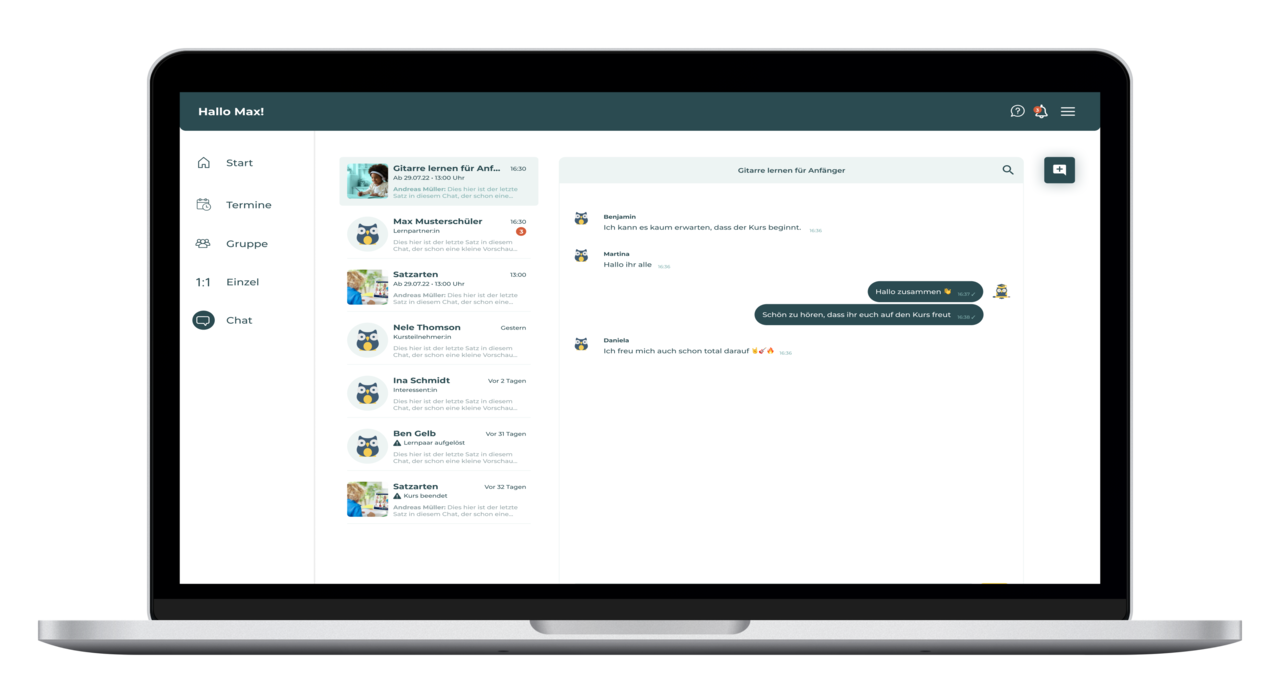 Hallo Max!
Start
Termine
Gruppe
1:1 Einzel
Chat
Gitarre lernen für Anf... 16:30
Ab 29.07.22 - 13:00 Uhr
Andreas Müller: Dies hier ist der letzte
Satz in diesem Chat, der schon eine...
Max Musterschüler 16:30
Lernpartner:in 3
Dies hier ist der letzte Satz in diesem
Chat, der schon eine kleine Vorschau...
Satzarten 13:00
Ab 29.07.22 - 13:00 Uhr
Andreas Müller: Dies hier ist der letzte
Satz in diesem Chat, der schon eine...
Nele Thomson Gestern
Kursteilnehmer:in
Dies hier ist der letzte Satz in diesem
Chat, der schon eine kleine Vorschau...
Ina Schmidt Vor 2 Tagen
Interessent:in
Dies hier ist der letzte Satz in diesem
Chat, der schon eine kleine Vorschau...
Ben Gelb Vor 31 Tagen
Lernpaar aufgelöst
Dies hier ist der letzte Satz in diesem
Chat, der schon eine kleine Vorschau...
Satzarten Vor 32 Tagen
Kurs beendet
Andreas Müller: Dies hier ist der letzte
Satz in diesem Chat, der schon eine...
Gitarre lernen für Anfänger
Benjamin
Ich kann es kaum erwarten, dass der Kurs beginnt. 16:36
Martina
Hallo ihr alle 16:36
Hallo zusammen 👋 16:37 ✓
Schön zu hören, dass ihr euch auf den Kurs freut 16:38 ✓
Daniela
Ich freu mich auch schon total darauf 🤘🎸🔥 16:36